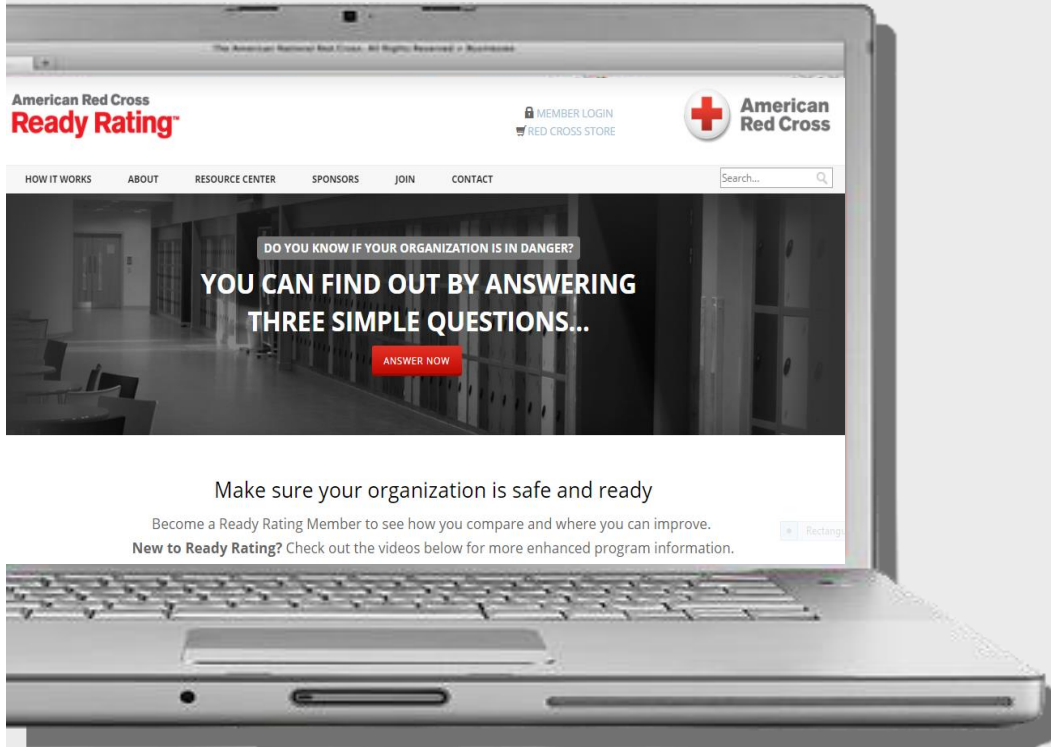 The American National Red Cross. All Rights Reserved > Businesses
American Red Cross
Ready Rating™
MEMBER LOGIN
RED CROSS STORE
American
Red Cross
HOW IT WORKS ABOUT RESOURCE CENTER SPONSORS JOIN CONTACT
Search...
DO YOU KNOW IF YOUR ORGANIZATION IS IN DANGER?
YOU CAN FIND OUT BY ANSWERING
THREE SIMPLE QUESTIONS...
ANSWER NOW
Make sure your organization is safe and ready
Become a Ready Rating Member to see how you compare and where you can improve.
New to Ready Rating? Check out the videos below for more enhanced program information.